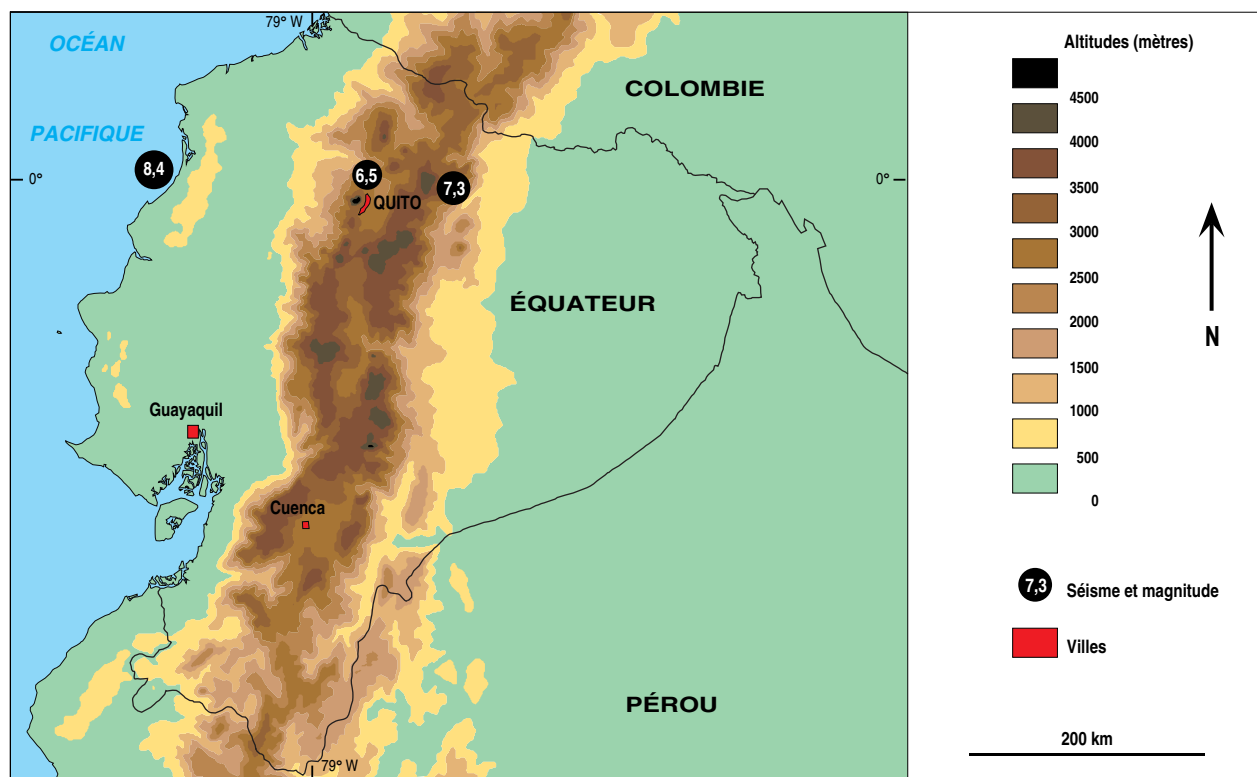 79° W
OCÉAN
PACIFIQUE
COLOMBIE
8,4
6,5
7,3
0°
0°
QUITO
ÉQUATEUR
Guayaquil
Cuenca
PÉROU
79° W
Altitudes (mètres)
4500
4000
3500
3000
2500
2000
1500
1000
500
0
N
7,3 Séisme et magnitude
Villes
200 km